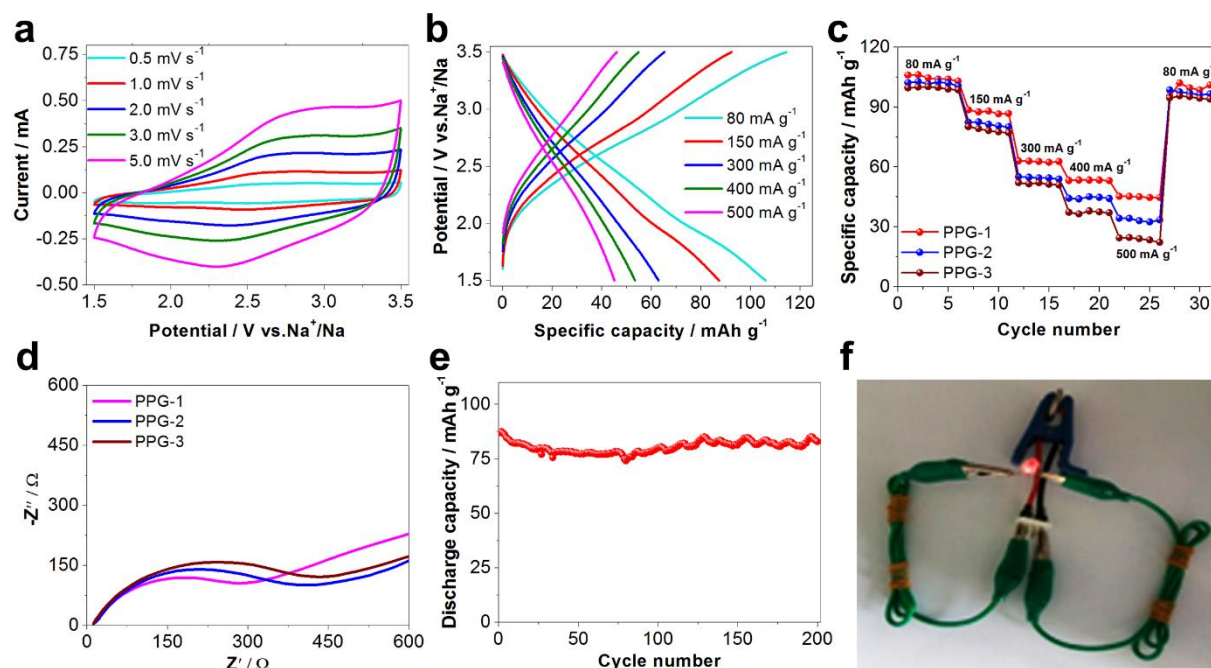 a
0.75
0.50
0.25
0.00
-0.25
-0.50
Current / mA
0.5 mV s⁻¹
1.0 mV s⁻¹
2.0 mV s⁻¹
3.0 mV s⁻¹
5.0 mV s⁻¹
1.5 2.0 2.5 3.0 3.5
Potential / V vs.Na⁺/Na
b
3.5
3.0
2.5
2.0
1.5
Potential / V vs.Na⁺/Na
80 mA g⁻¹
150 mA g⁻¹
300 mA g⁻¹
400 mA g⁻¹
500 mA g⁻¹
0 20 40 60 80 100 120
Specific capacity / mAh g⁻¹
c
120
90
60
30
0
Specific capacity / mAh g⁻¹
80 mA g⁻¹
150 mA g⁻¹
300 mA g⁻¹
400 mA g⁻¹
500 mA g⁻¹
80 mA g⁻¹
PPG-1
PPG-2
PPG-3
0 5 10 15 20 25 30
Cycle number
d
600
450
300
150
0
-Z″ / Ω
PPG-1
PPG-2
PPG-3
0 150 300 450 600
Z′ / Ω
e
100
75
50
25
0
Discharge capacity / mAh g⁻¹
0 50 100 150 200
Cycle number
f